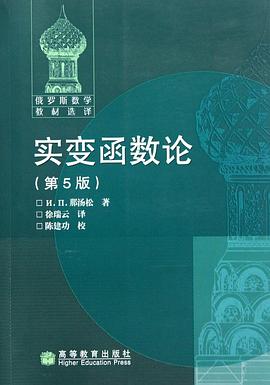 俄罗斯数学
教材选译
实变函数论
(第5版)
□ И. П. 那汤松 著
□ 徐瑞云 译
□ 陈建功 校
高等教育出版社
Higher Education Press